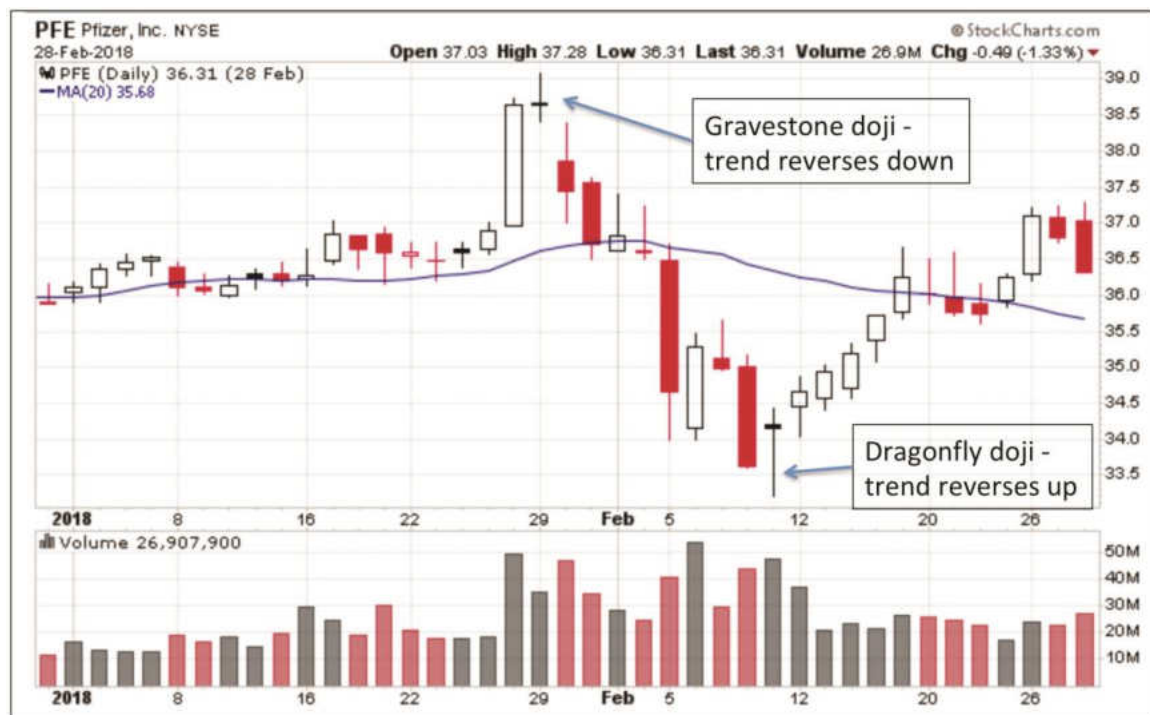 PFE Pfizer, Inc. NYSE
© StockCharts.com
28-Feb-2018
Open 37.03 High 37.28 Low 36.31 Last 36.31 Volume 26.9M Chg -0.49 (-1.33%)
PFE (Daily) 36.31 (28 Feb)
MA(20) 35.68
39.0
38.5
38.0
37.5
37.0
36.5
36.0
35.5
35.0
34.5
34.0
33.5
Gravestone doji -
trend reverses down
Dragonfly doji -
trend reverses up
2018 8 16 22 29 Feb 5 12 20 26
Volume 26,907,900
50M
40M
30M
20M
10M
2018 8 16 22 29 Feb 5 12 20 26